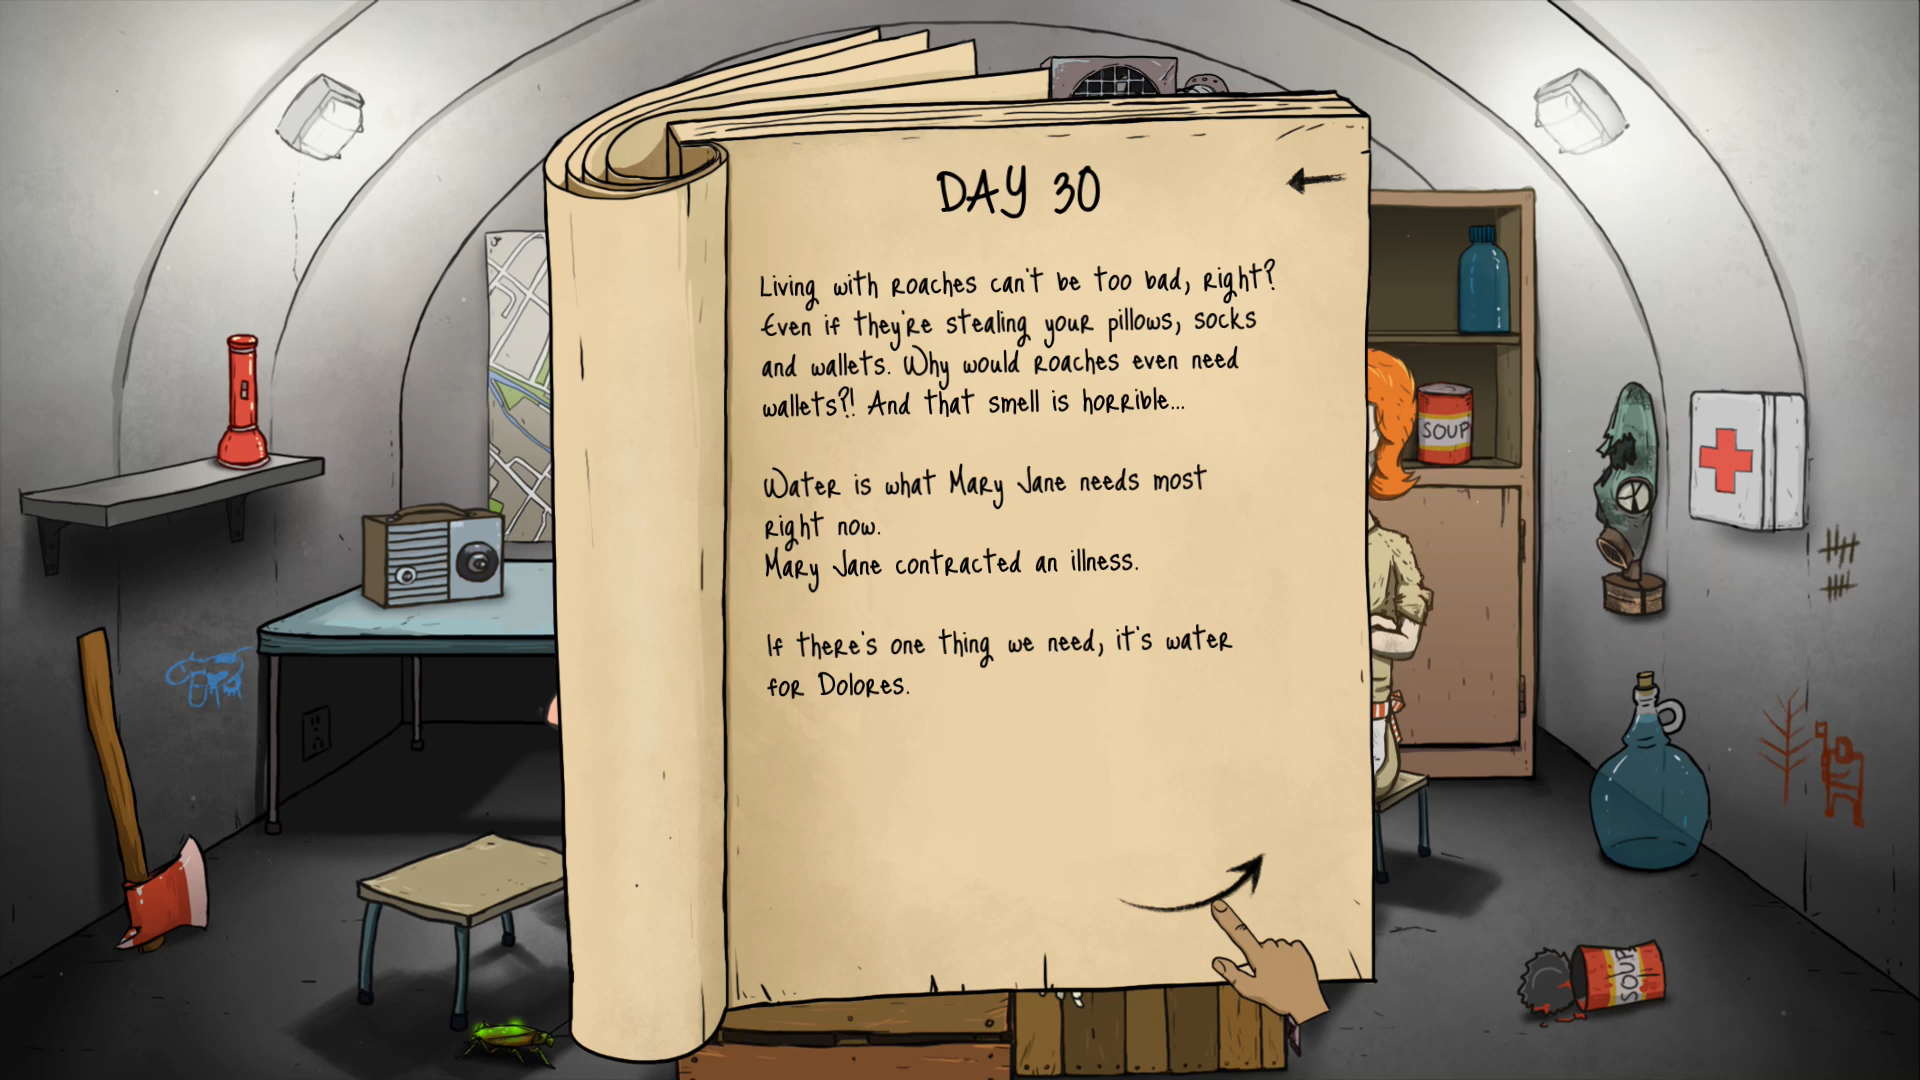 DAY 30
Living with roaches can't be too bad, right?
Even if they're stealing your pillows, socks
and wallets. Why would roaches even need
wallets?! And that smell is horrible...
Water is what Mary Jane needs most
right now.
Mary Jane contracted an illness.
If there's one thing we need, it's water
for Dolores.
SOUP
SOUP